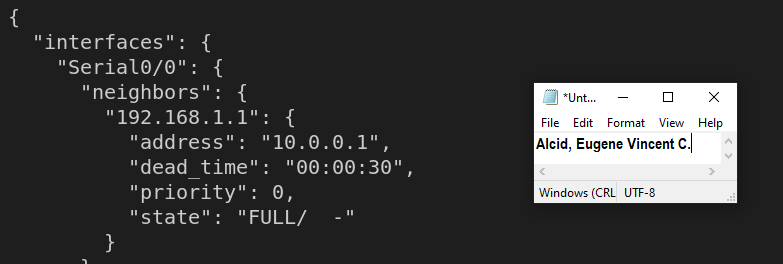 {
  "interfaces": {
    "Serial0/0": {
      "neighbors": {
        "192.168.1.1": {
          "address": "10.0.0.1",
          "dead_time": "00:00:30",
          "priority": 0,
          "state": "FULL/  -"
        }
      }
*Unt...
File Edit Format View Help
Alcid, Eugene Vincent C.
Windows (CRL UTF-8